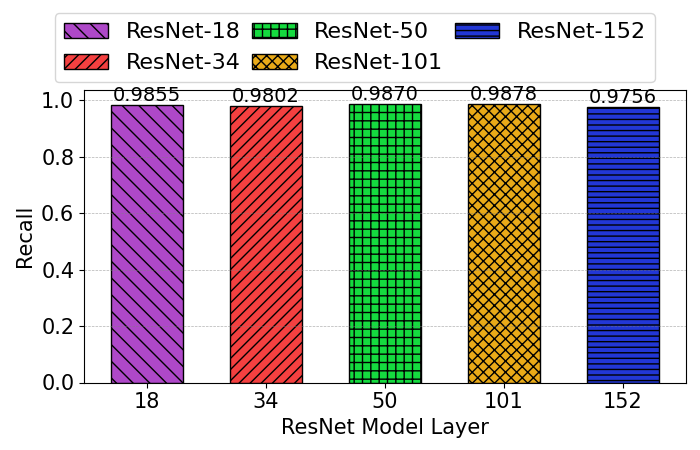 ResNet-18 ResNet-50 ResNet-152
ResNet-34 ResNet-101
0.9855 0.9802 0.9870 0.9878 0.9756
1.0
0.8
0.6
0.4
0.2
0.0
Recall
18 34 50 101 152
ResNet Model Layer